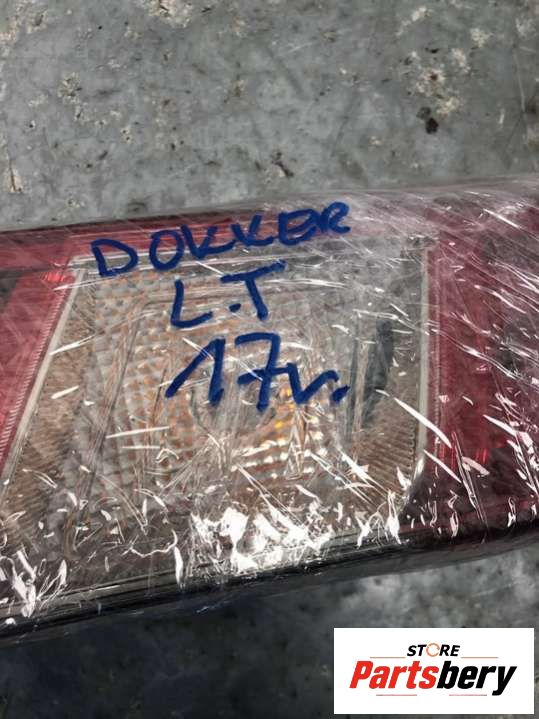 DOKKER
L.T
17r.
STORE
Partsbery